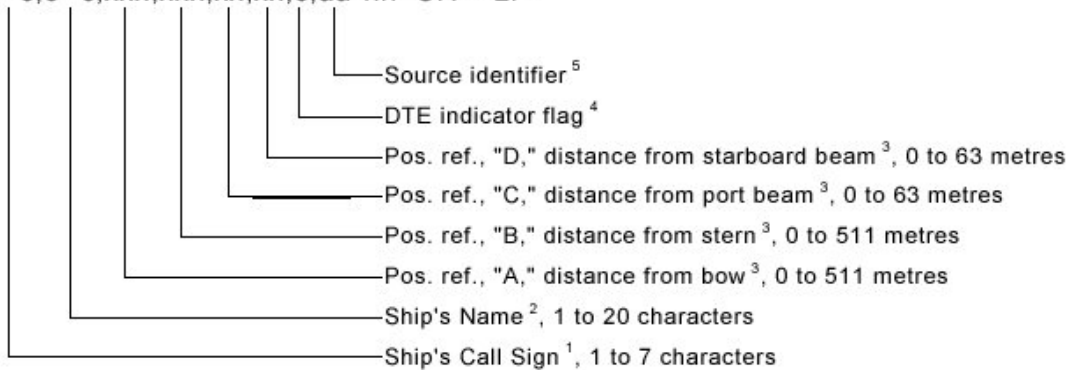 Source identifier 5
DTE indicator flag 4
Pos. ref., "D," distance from starboard beam 3, 0 to 63 metres
Pos. ref., "C," distance from port beam 3, 0 to 63 metres
Pos. ref., "B," distance from stern 3, 0 to 511 metres
Pos. ref., "A," distance from bow 3, 0 to 511 metres
Ship's Name 2, 1 to 20 characters
Ship's Call Sign 1, 1 to 7 characters